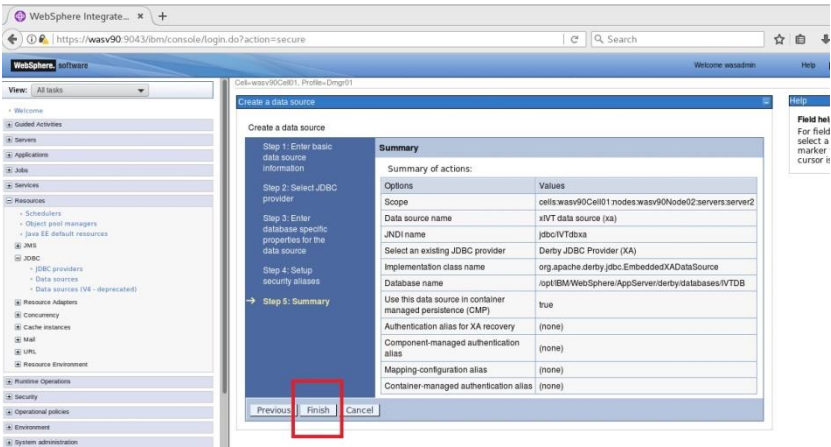 WebSphere Integrate... × +
https://wasv90:9043/ibm/console/login.do?action=secure
Search
WebSphere. software
Welcome wasadmin
Help
View: All tasks
Cell=wasv90Cell01, Profile=Dmgr01
Welcome
Guided Activities
Servers
Applications
Jobs
Services
Resources
Schedulers
Object pool managers
Java EE default resources
JMS
JDBC
JDBC providers
Data sources
Data sources (V4 - deprecated)
Resource Adapters
Concurrency
Cache instances
Mail
URL
Resource Environment
Runtime Operations
Security
Operational policies
Environment
System administration
Create a data source
Create a data source
Step 1: Enter basic
data source
information
Step 2: Select JDBC
provider
Step 3: Enter
database specific
properties for the
data source
Step 4: Setup
security aliases
Step 5: Summary
Summary
Summary of actions:
Options Values
Scope cells:wasv90Cell01:nodes:wasv90Node02:servers:server2
Data source name xIVT data source (xa)
JNDI name jdbc/IVTdbxa
Select an existing JDBC provider Derby JDBC Provider (XA)
Implementation class name org.apache.derby.jdbc.EmbeddedXADataSource
Database name /opt/IBM/WebSphere/AppServer/derby/databases/IVTDB
Use this data source in container
managed persistence (CMP) true
Authentication alias for XA recovery (none)
Component-managed authentication
alias (none)
Mapping-configuration alias (none)
Container-managed authentication alias (none)
Previous Finish Cancel
Help
Field hel
For field
select a
marker
cursor is